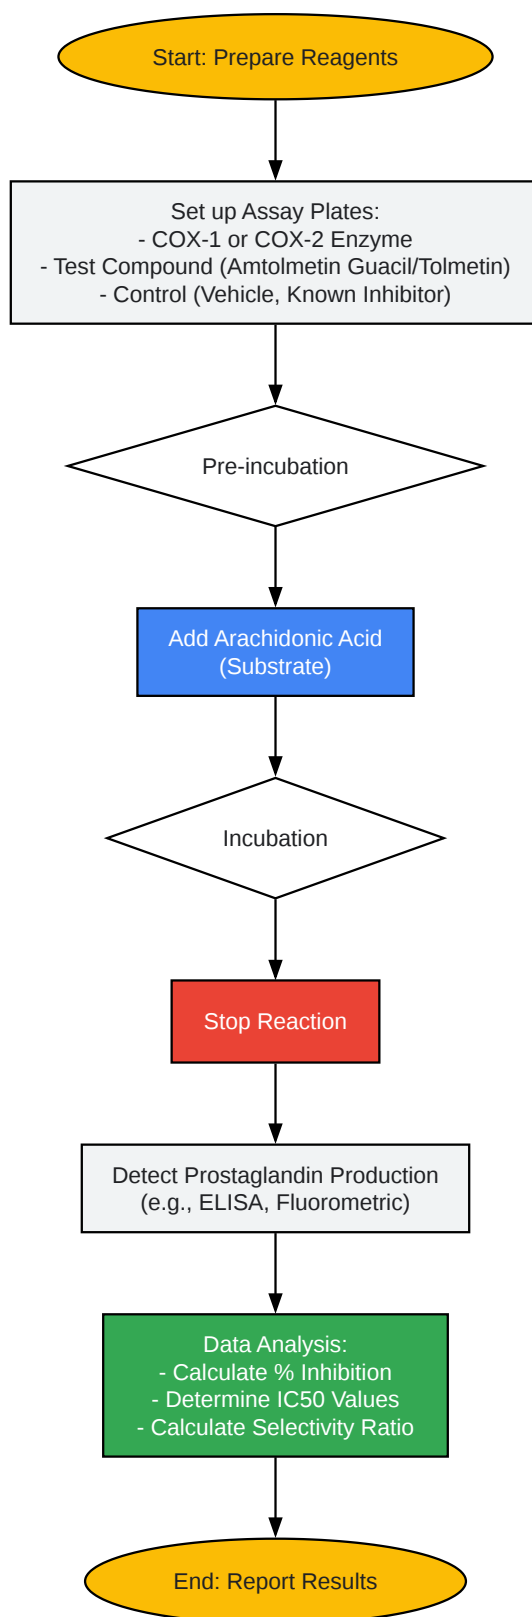 Start: Prepare Reagents
Set up Assay Plates:
- COX-1 or COX-2 Enzyme
- Test Compound (Amtolmetin Guacil/Tolmetin)
- Control (Vehicle, Known Inhibitor)
Pre-incubation
Add Arachidonic Acid
(Substrate)
Incubation
Stop Reaction
Detect Prostaglandin Production
(e.g., ELISA, Fluorometric)
Data Analysis:
- Calculate % Inhibition
- Determine IC50 Values
- Calculate Selectivity Ratio
End: Report Results